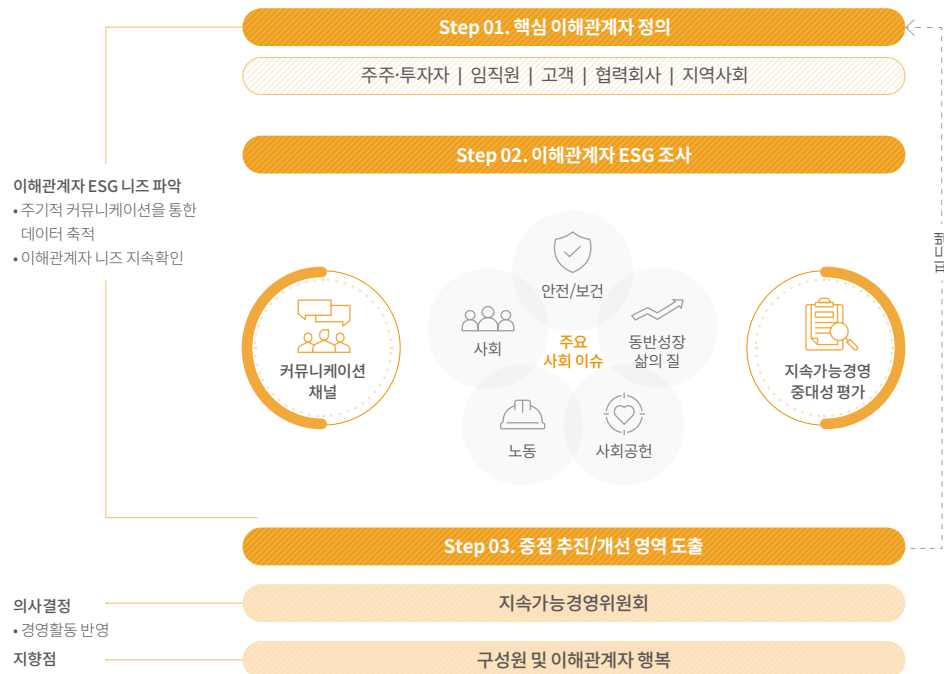 Step 01. 핵심 이해관계자 정의
주주·투자자 | 임직원 | 고객 | 협력회사 | 지역사회
Step 02. 이해관계자 ESG 조사
이해관계자 ESG 니즈 파악
• 주기적 커뮤니케이션을 통한
데이터 축적
• 이해관계자 니즈 지속확인
피드백
커뮤니케이션
채널
안전/보건
사회
주요
사회 이슈
동반성장
삶의 질
노동
사회공헌
지속가능경영
중대성 평가
Step 03. 중점 추진/개선 영역 도출
의사결정
• 경영활동 반영
지속가능경영위원회
지향점
구성원 및 이해관계자 행복